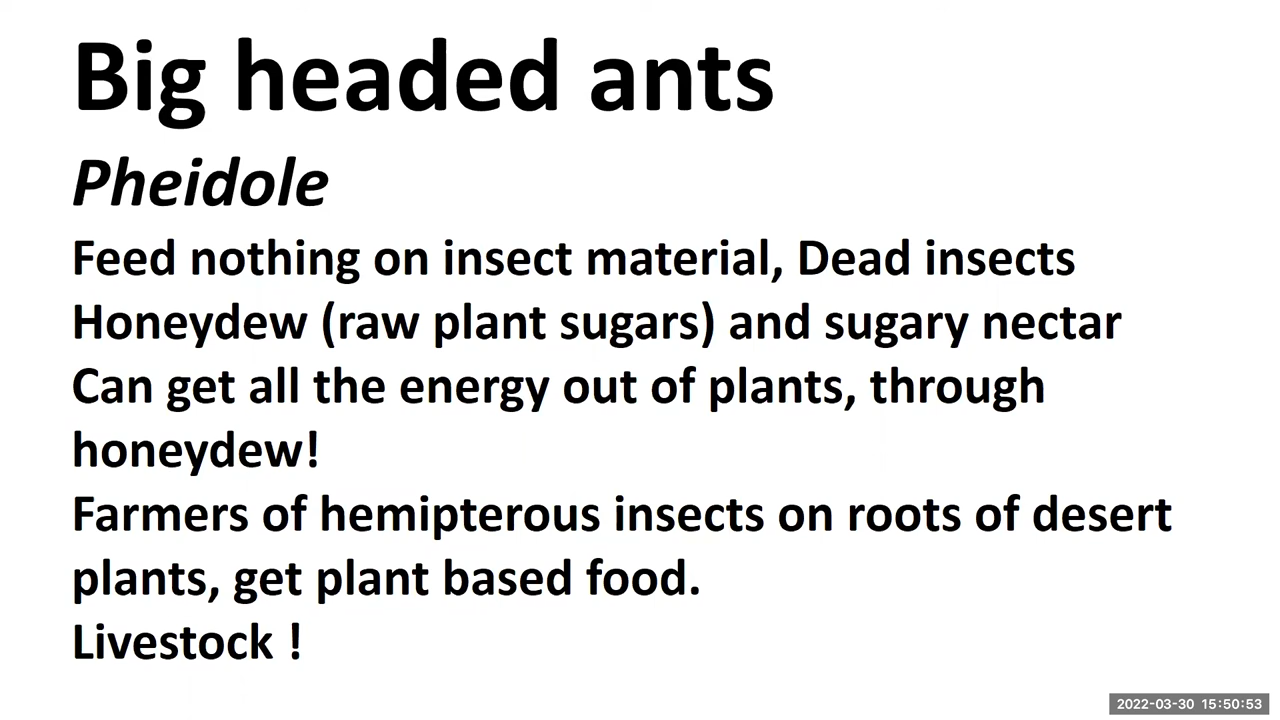 Big headed ants
Pheidole
Feed nothing on insect material, Dead insects
Honeydew (raw plant sugars) and sugary nectar
Can get all the energy out of plants, through
honeydew!
Farmers of hemipterous insects on roots of desert
plants, get plant based food.
Livestock !
2022-03-30 15:50:53